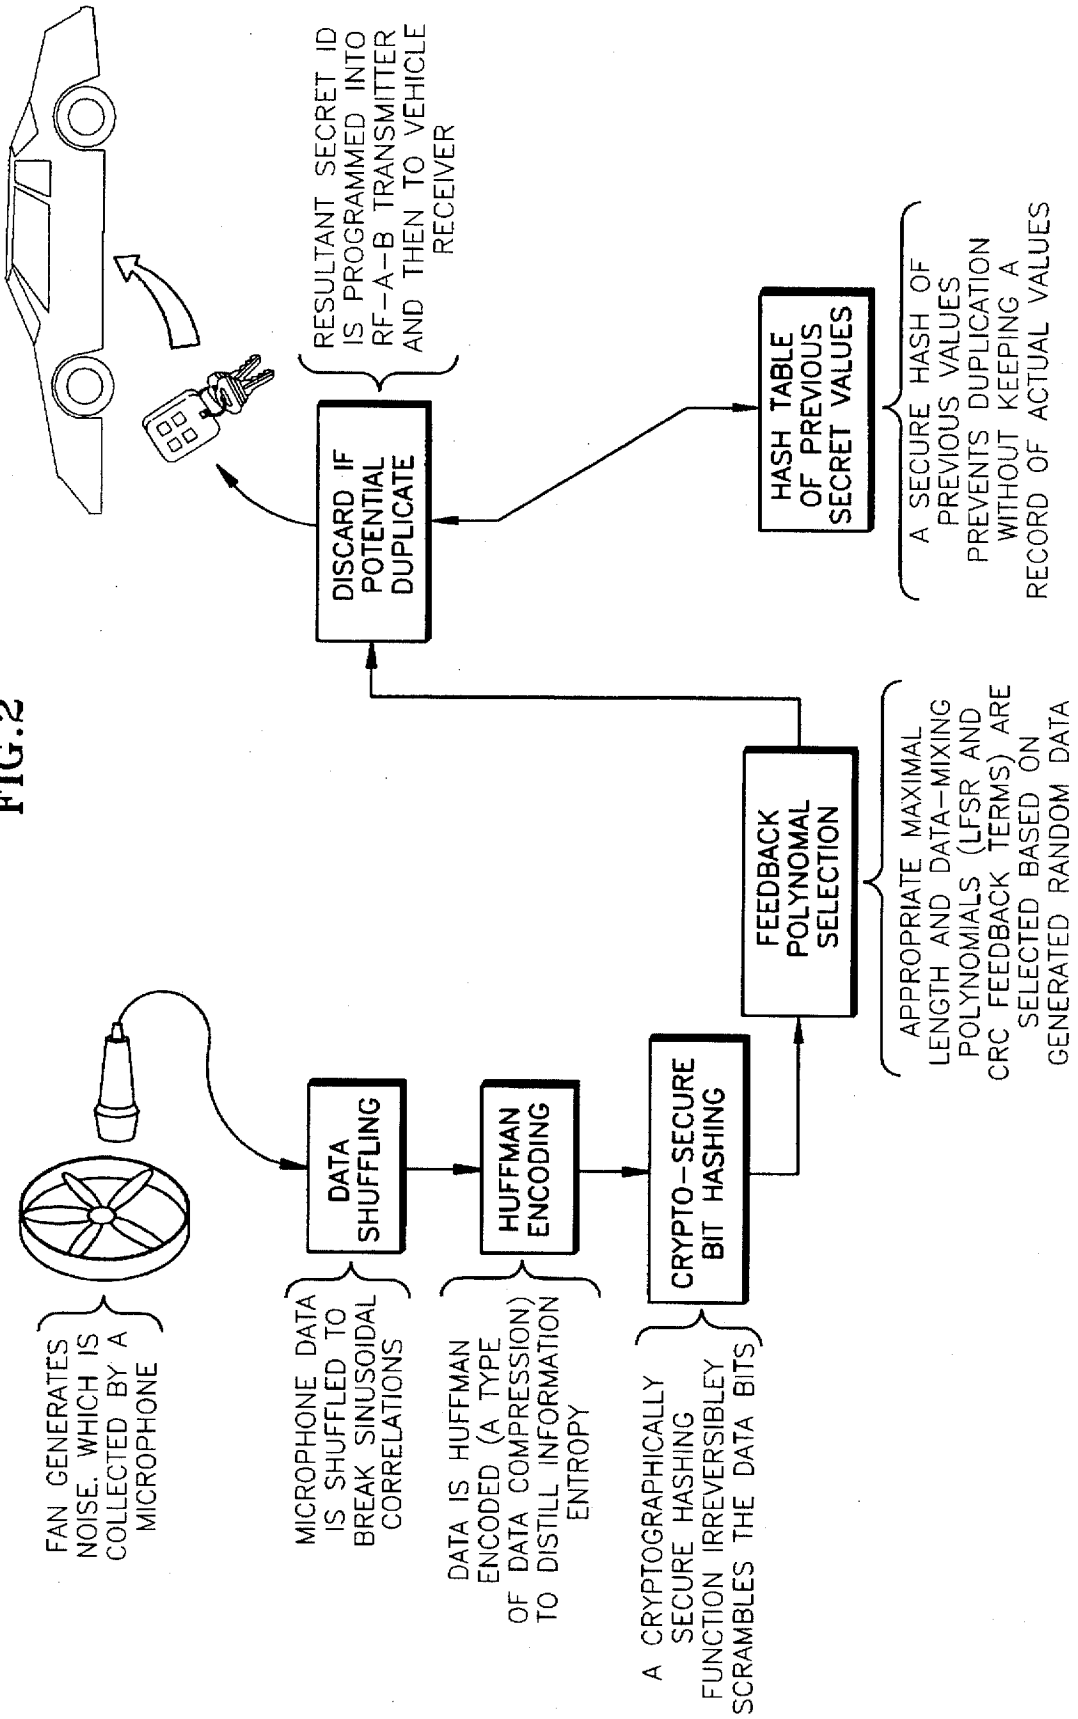 FIG.2
FAN GENERATES
NOISE. WHICH IS
COLLECTED BY A
MICROPHONE
MICROPHONE DATA
IS SHUFFLED TO
BREAK SINUSOIDAL
CORRELATIONS
DATA
SHUFFLING
DATA IS HUFFMAN
ENCODED (A TYPE
OF DATA COMPRESSION)
TO DISTILL INFORMATION
ENTROPY
HUFFMAN
ENCODING
A CRYPTOGRAPHICALLY
SECURE HASHING
FUNCTION IRREVERSIBLEY
SCRAMBLES THE DATA BITS
CRYPTO-SECURE
BIT HASHING
FEEDBACK
POLYNOMAL
SELECTION
APPROPRIATE MAXIMAL
LENGTH AND DATA-MIXING
POLYNOMIALS (LFSR AND
CRC FEEDBACK TERMS) ARE
SELECTED BASED ON
GENERATED RANDOM DATA
DISCARD IF
POTENTIAL
DUPLICATE
RESULTANT SECRET ID
IS PROGRAMMED INTO
RF-A-B TRANSMITTER
AND THEN TO VEHICLE
RECEIVER
HASH TABLE
OF PREVIOUS
SECRET VALUES
A SECURE HASH OF
PREVIOUS VALUES
PREVENTS DUPLICATION
WITHOUT KEEPING A
RECORD OF ACTUAL VALUES